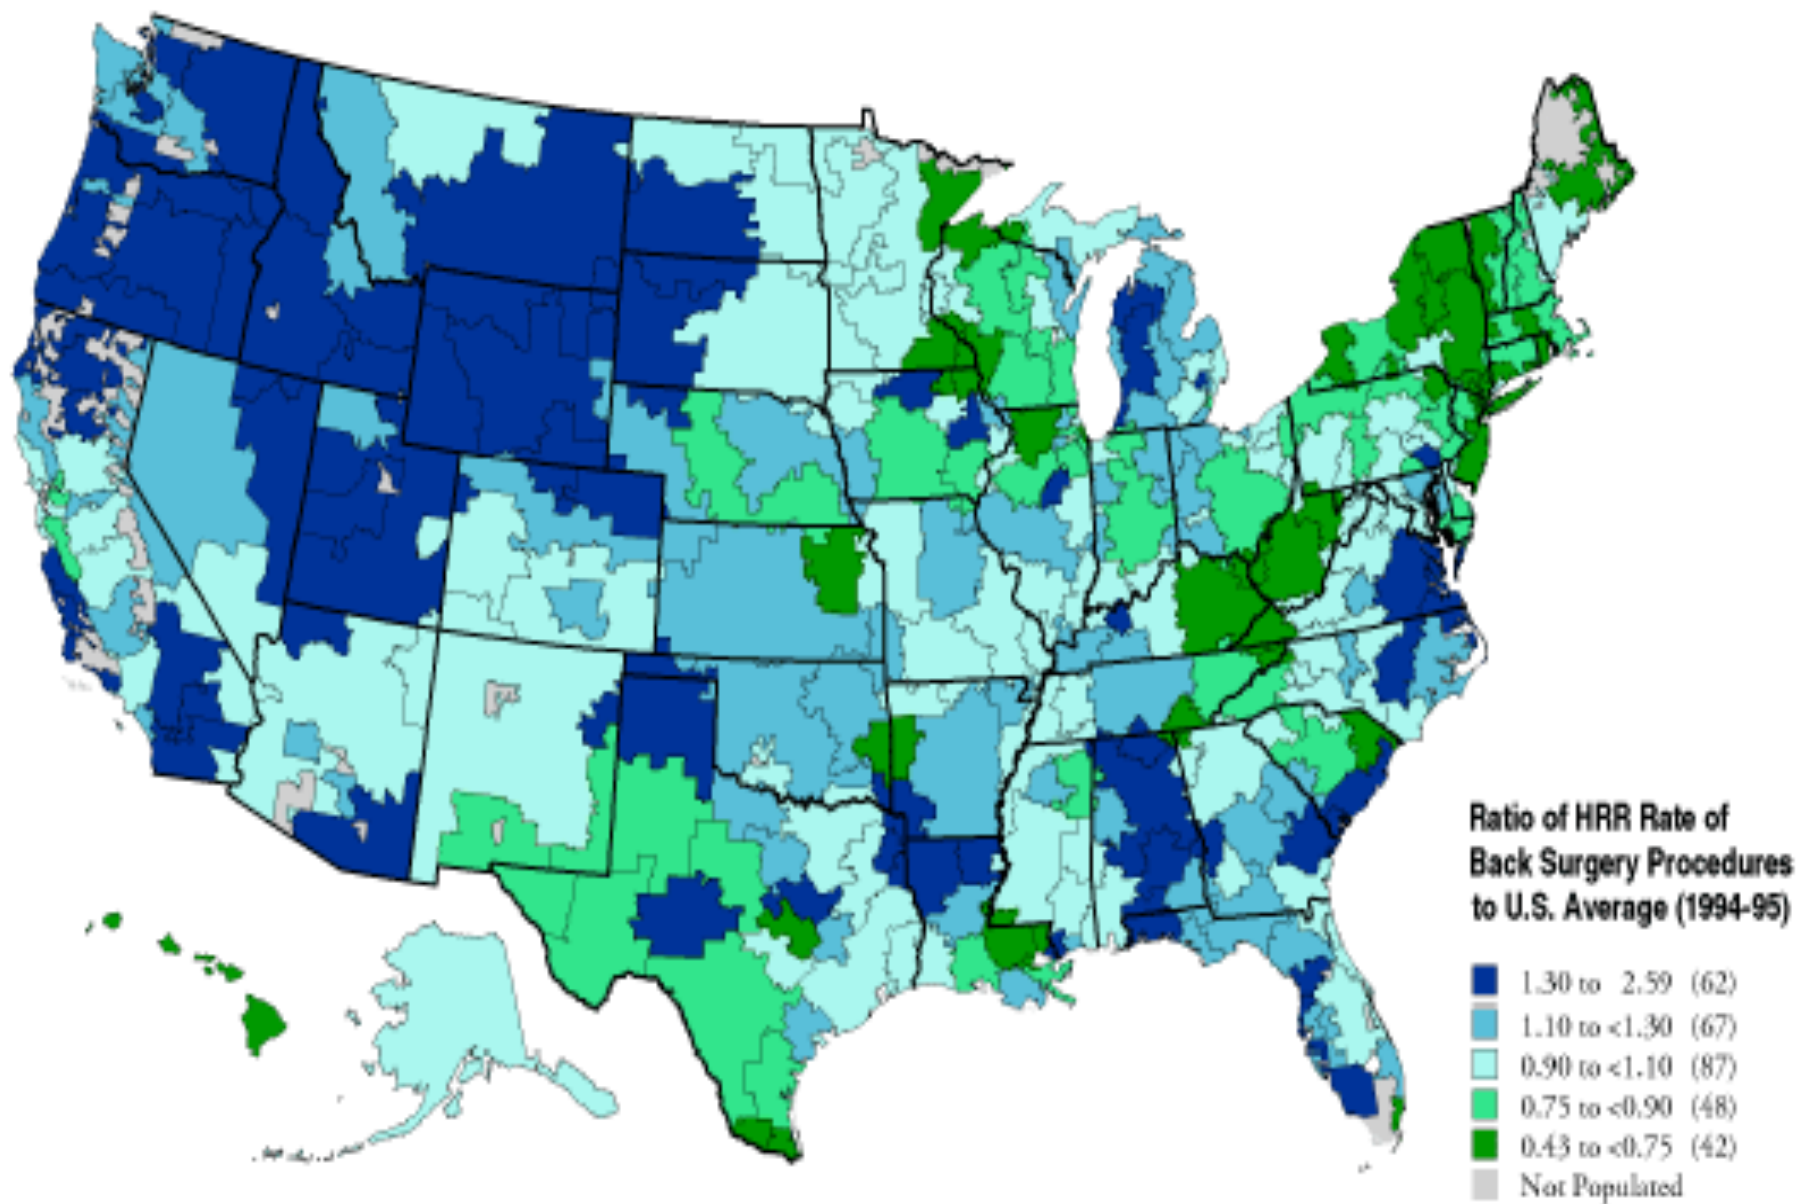 Ratio of HRR Rate of
Back Surgery Procedures
to U.S. Average (1994-95)
1.30 to 2.59 (62)
1.10 to <1.30 (67)
0.90 to <1.10 (87)
0.75 to <0.90 (48)
0.43 to <0.75 (42)
Not Populated